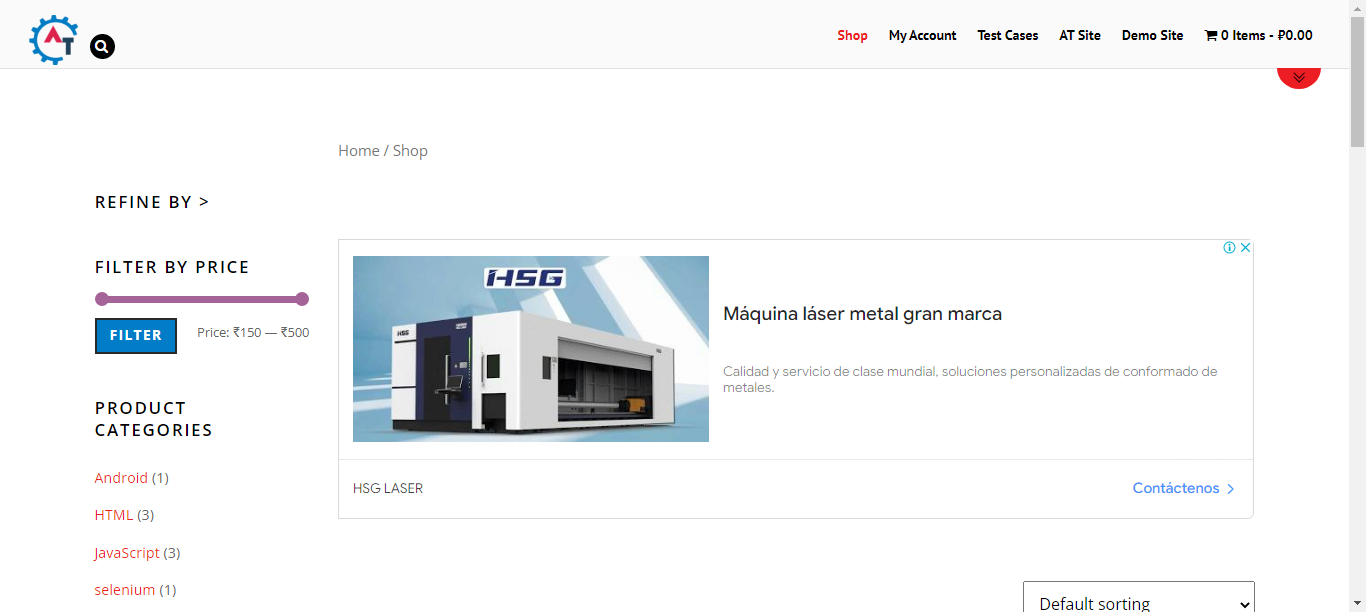 AT
Shop
My Account
Test Cases
AT Site
Demo Site
0 Items - ₽0.00
Home / Shop
REFINE BY >
FILTER BY PRICE
FILTER
Price: ₹150 — ₹500
PRODUCT
CATEGORIES
Android (1)
HTML (3)
JavaScript (3)
selenium (1)
HSG
HSG
HSG
Máquina láser metal gran marca
Calidad y servicio de clase mundial, soluciones personalizadas de conformado de
metales.
HSG LASER
Contáctenos
Default sorting